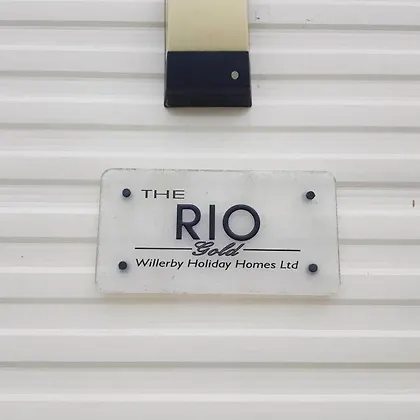 THE
RIO
Gold
Willerby Holiday Homes Ltd